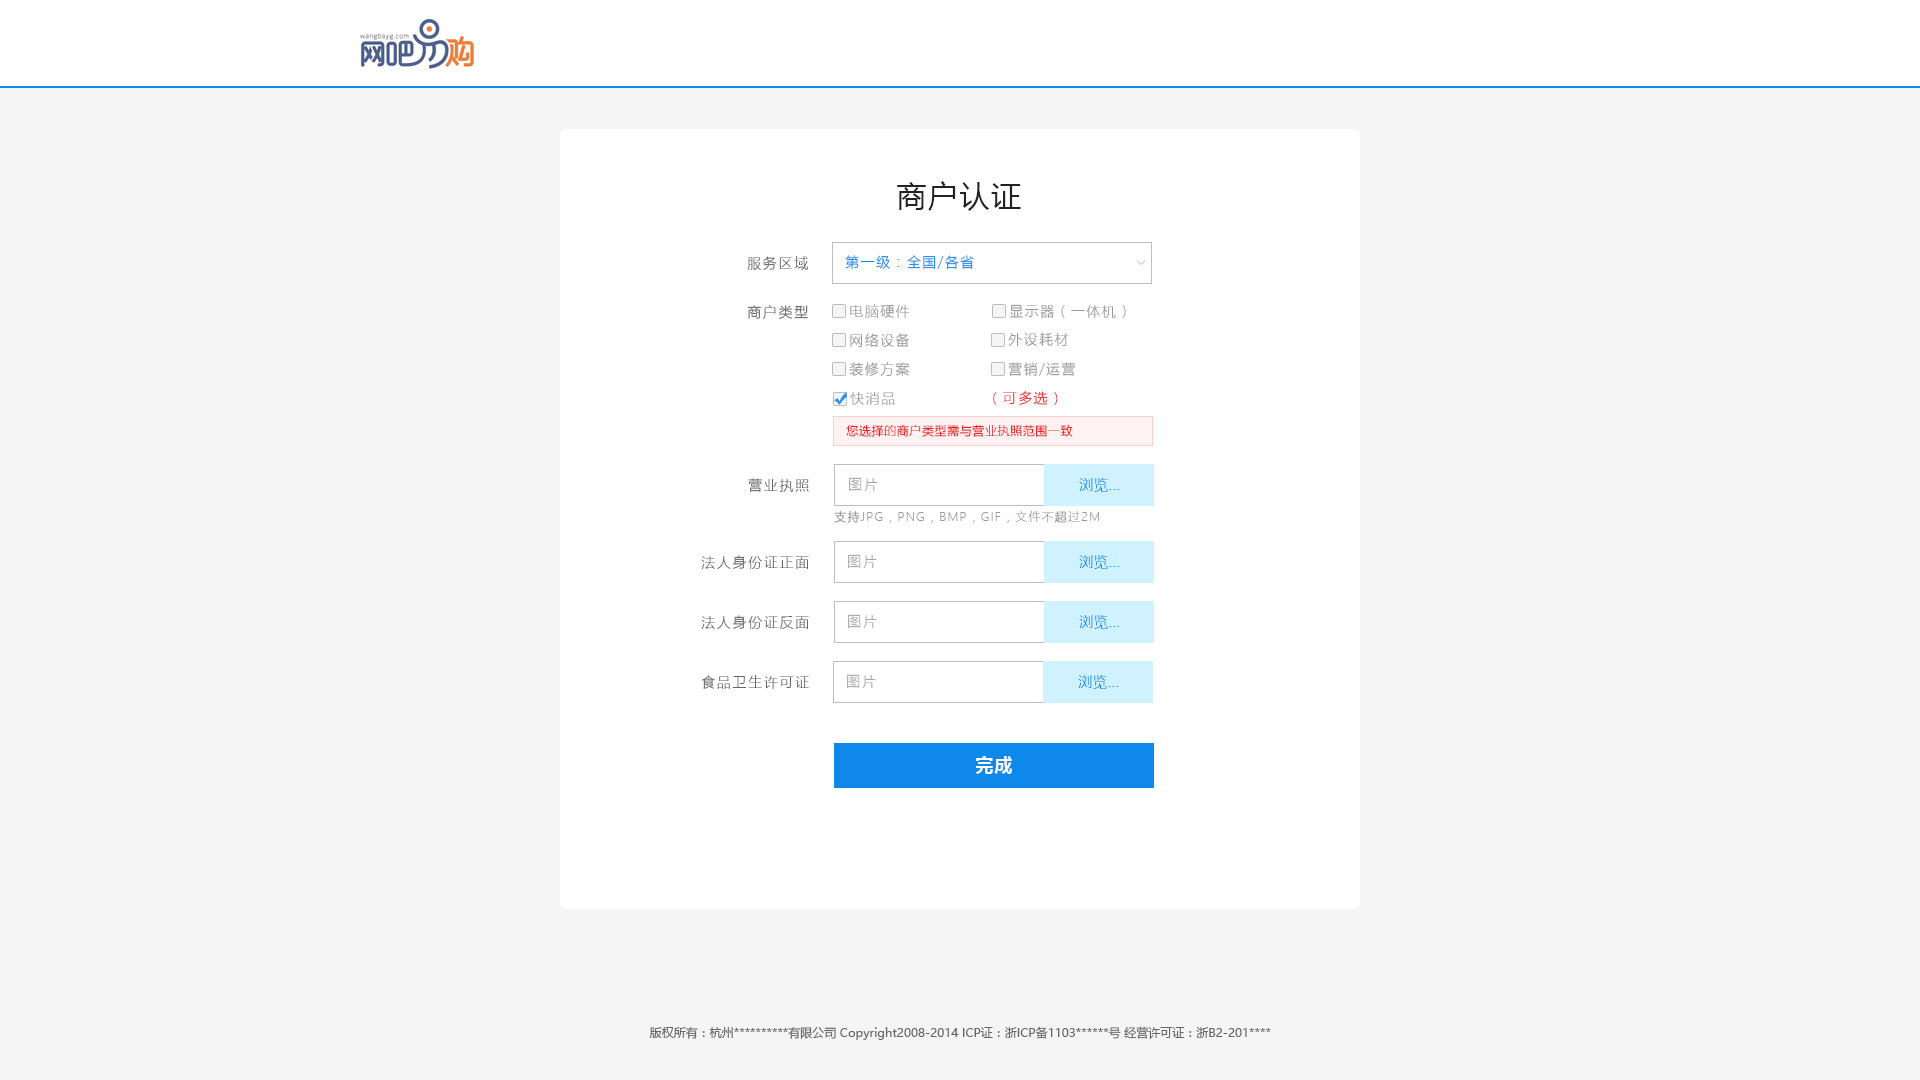 wangbayg.com
网吧易购
商户认证
服务区域 第一级：全国/各省
商户类型 电脑硬件 显示器（一体机）
网络设备 外设耗材
装修方案 营销/运营
快消品 （可多选）
您选择的商户类型需与营业执照范围一致
营业执照 图片 浏览...
支持JPG，PNG，BMP，GIF，文件不超过2M
法人身份证正面 图片 浏览...
法人身份证反面 图片 浏览...
食品卫生许可证 图片 浏览...
完成
版权所有：杭州**********有限公司 Copyright2008-2014 ICP证：浙ICP备1103******号 经营许可证：浙B2-201****